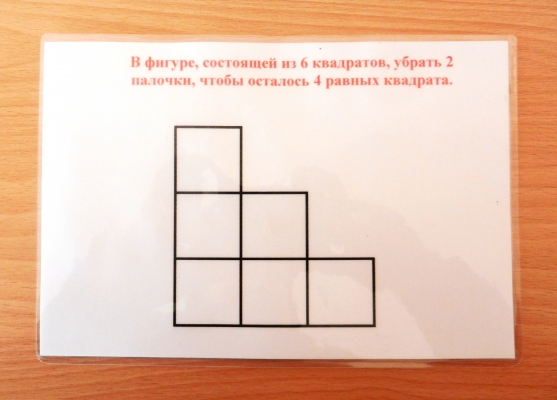 В фигуре, состоящей из 6 квадратов, убрать 2
палочки, чтобы осталось 4 равных квадрата.